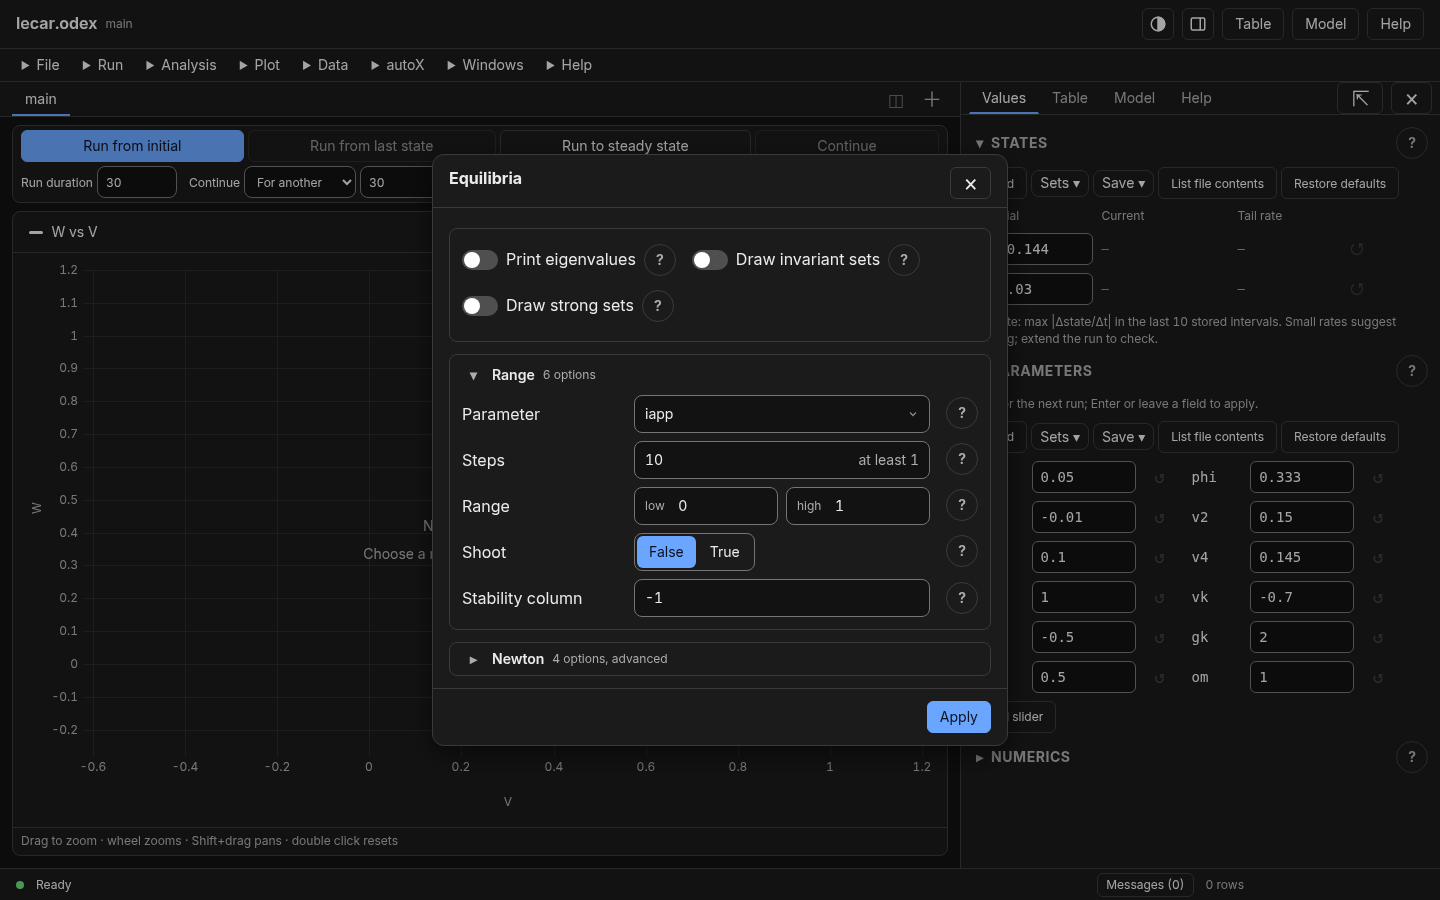 lecar.odex main
Table Model Help
File Run Analysis Plot Data autoX Windows Help
main
Run from initial Run from last state Run to steady state Continue
Run duration 30 Continue For another 30
W vs V
1.2
1.1
1
0.9
0.8
0.7
0.6
0.5
0.4
0.3
0.2
0.1
0
-0.1
-0.2
W
-0.6 -0.4 -0.2 0 0.2 0.4 0.6 0.8 1 1.2
V
Choose a
Drag to zoom · wheel zooms · Shift+drag pans · double click resets
Equilibria
Print eigenvalues ? Draw invariant sets ?
Draw strong sets ?
Range 6 options
Parameter iapp ?
Steps 10 at least 1 ?
Range low 0 high 1 ?
Shoot False True ?
Stability column -1 ?
Newton 4 options, advanced
Apply
Values Table Model Help
STATES ?
Sets ▾ Save ▾ List file contents Restore defaults
Current Tail rate
0.144 – –
.03 – –
max |Δstate/Δt| in the last 10 stored intervals. Small rates suggest
extend the run to check.
?
the next run; Enter or leave a field to apply.
Sets ▾ Save ▾ List file contents Restore defaults
0.05 phi 0.333
-0.01 v2 0.15
0.1 v4 0.145
1 vk -0.7
-0.5 gk 2
0.5 om 1
slider
NUMERICS ?
Ready Messages (0) 0 rows